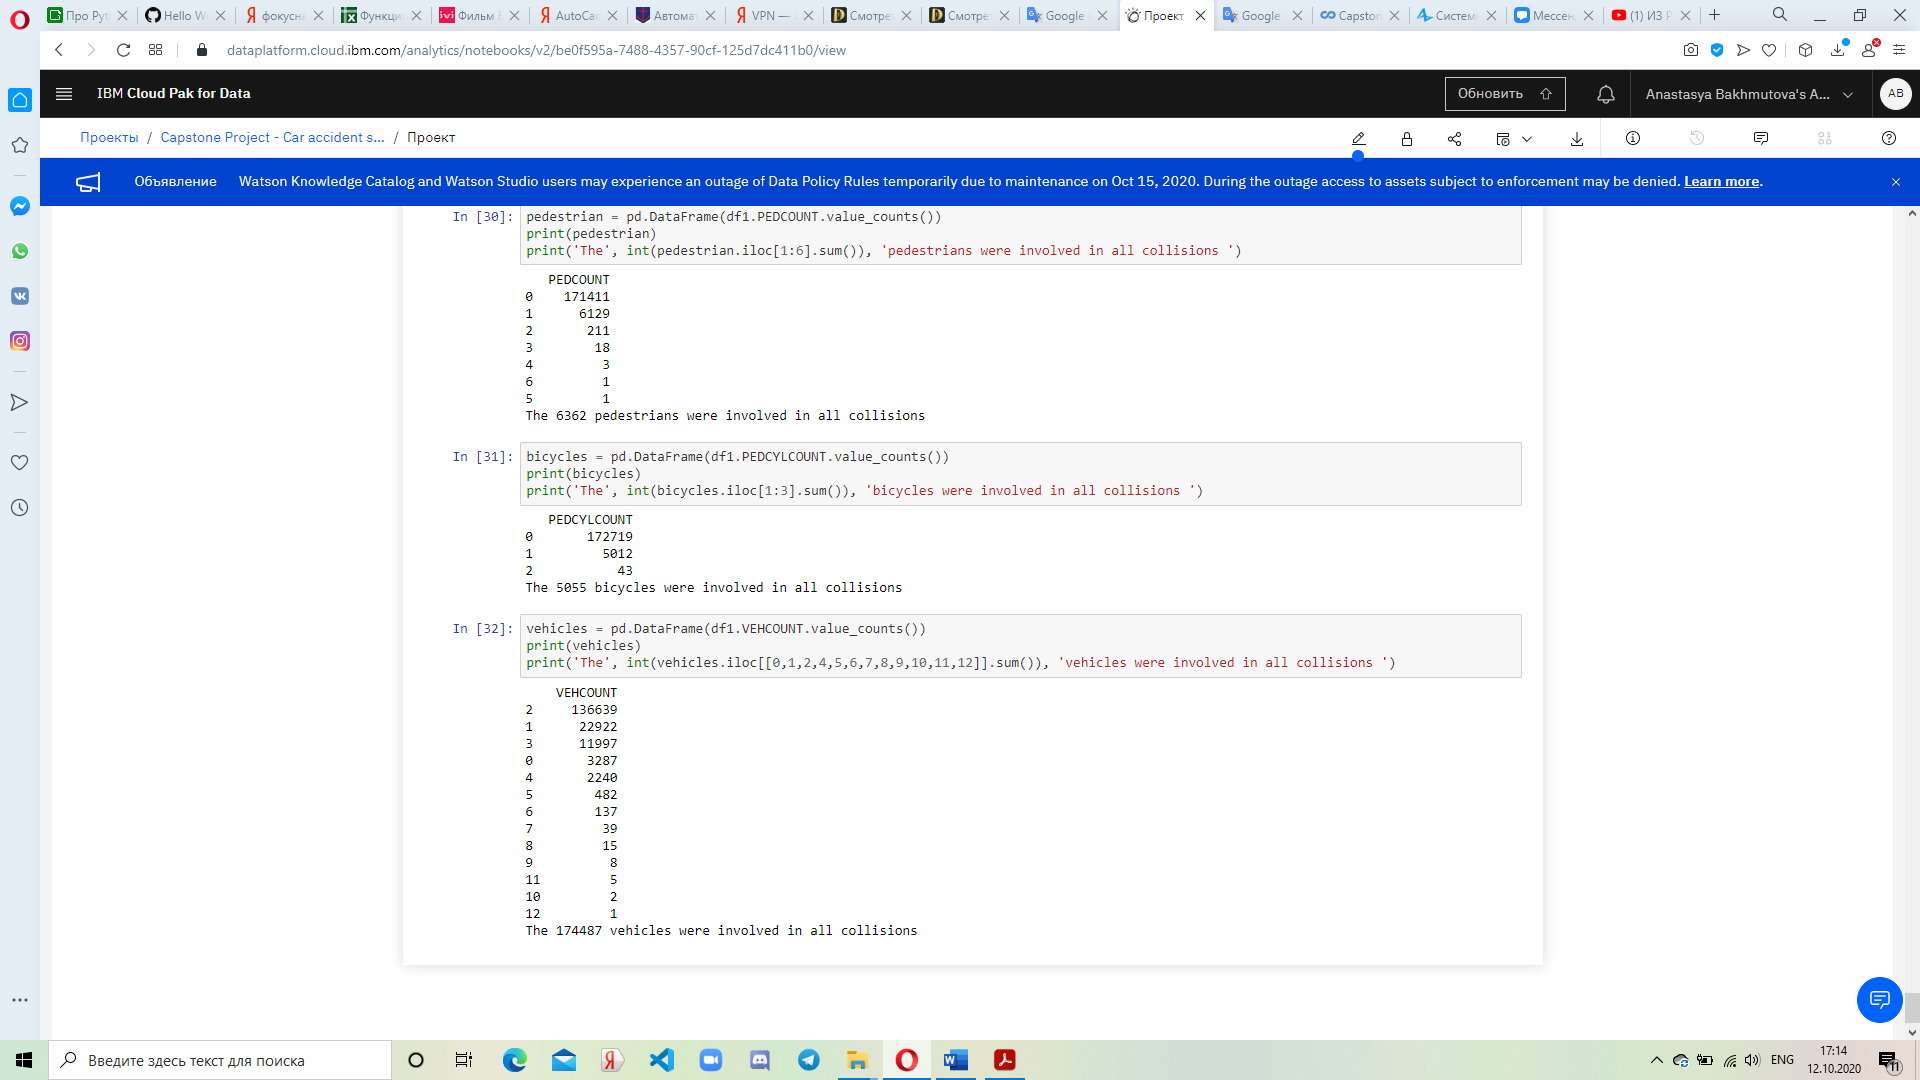 Про Pyt
Hello W
фокусна
Функци
Фильм Е
AutoCac
Автомат
VPN —
Смотре
Смотре
Google
Проект
Google
Capston
Систем
Мессен
(1) ИЗ Р
dataplatform.cloud.ibm.com/analytics/notebooks/v2/be0f595a-7488-4357-90cf-125d7dc411b0/view
IBM Cloud Pak for Data
Обновить
Anastasya Bakhmutova's A...
AB
Проекты / Capstone Project - Car accident s... / Проект
Объявление Watson Knowledge Catalog and Watson Studio users may experience an outage of Data Policy Rules temporarily due to maintenance on Oct 15, 2020. During the outage access to assets subject to enforcement may be denied. Learn more.
In [30]: pedestrian = pd.DataFrame(df1.PEDCOUNT.value_counts())
print(pedestrian)
print('The', int(pedestrian.iloc[1:6].sum()), 'pedestrians were involved in all collisions ')
PEDCOUNT
0 171411
1 6129
2 211
3 18
4 3
6 1
5 1
The 6362 pedestrians were involved in all collisions
In [31]: bicycles = pd.DataFrame(df1.PEDCYLCOUNT.value_counts())
print(bicycles)
print('The', int(bicycles.iloc[1:3].sum()), 'bicycles were involved in all collisions ')
PEDCYLCOUNT
0 172719
1 5012
2 43
The 5055 bicycles were involved in all collisions
In [32]: vehicles = pd.DataFrame(df1.VEHCOUNT.value_counts())
print(vehicles)
print('The', int(vehicles.iloc[[0,1,2,4,5,6,7,8,9,10,11,12]].sum()), 'vehicles were involved in all collisions ')
VEHCOUNT
2 136639
1 22922
3 11997
0 3287
4 2240
5 482
6 137
7 39
8 15
9 8
11 5
10 2
12 1
The 174487 vehicles were involved in all collisions
Введите здесь текст для поиска
ENG
17:14
12.10.2020
11